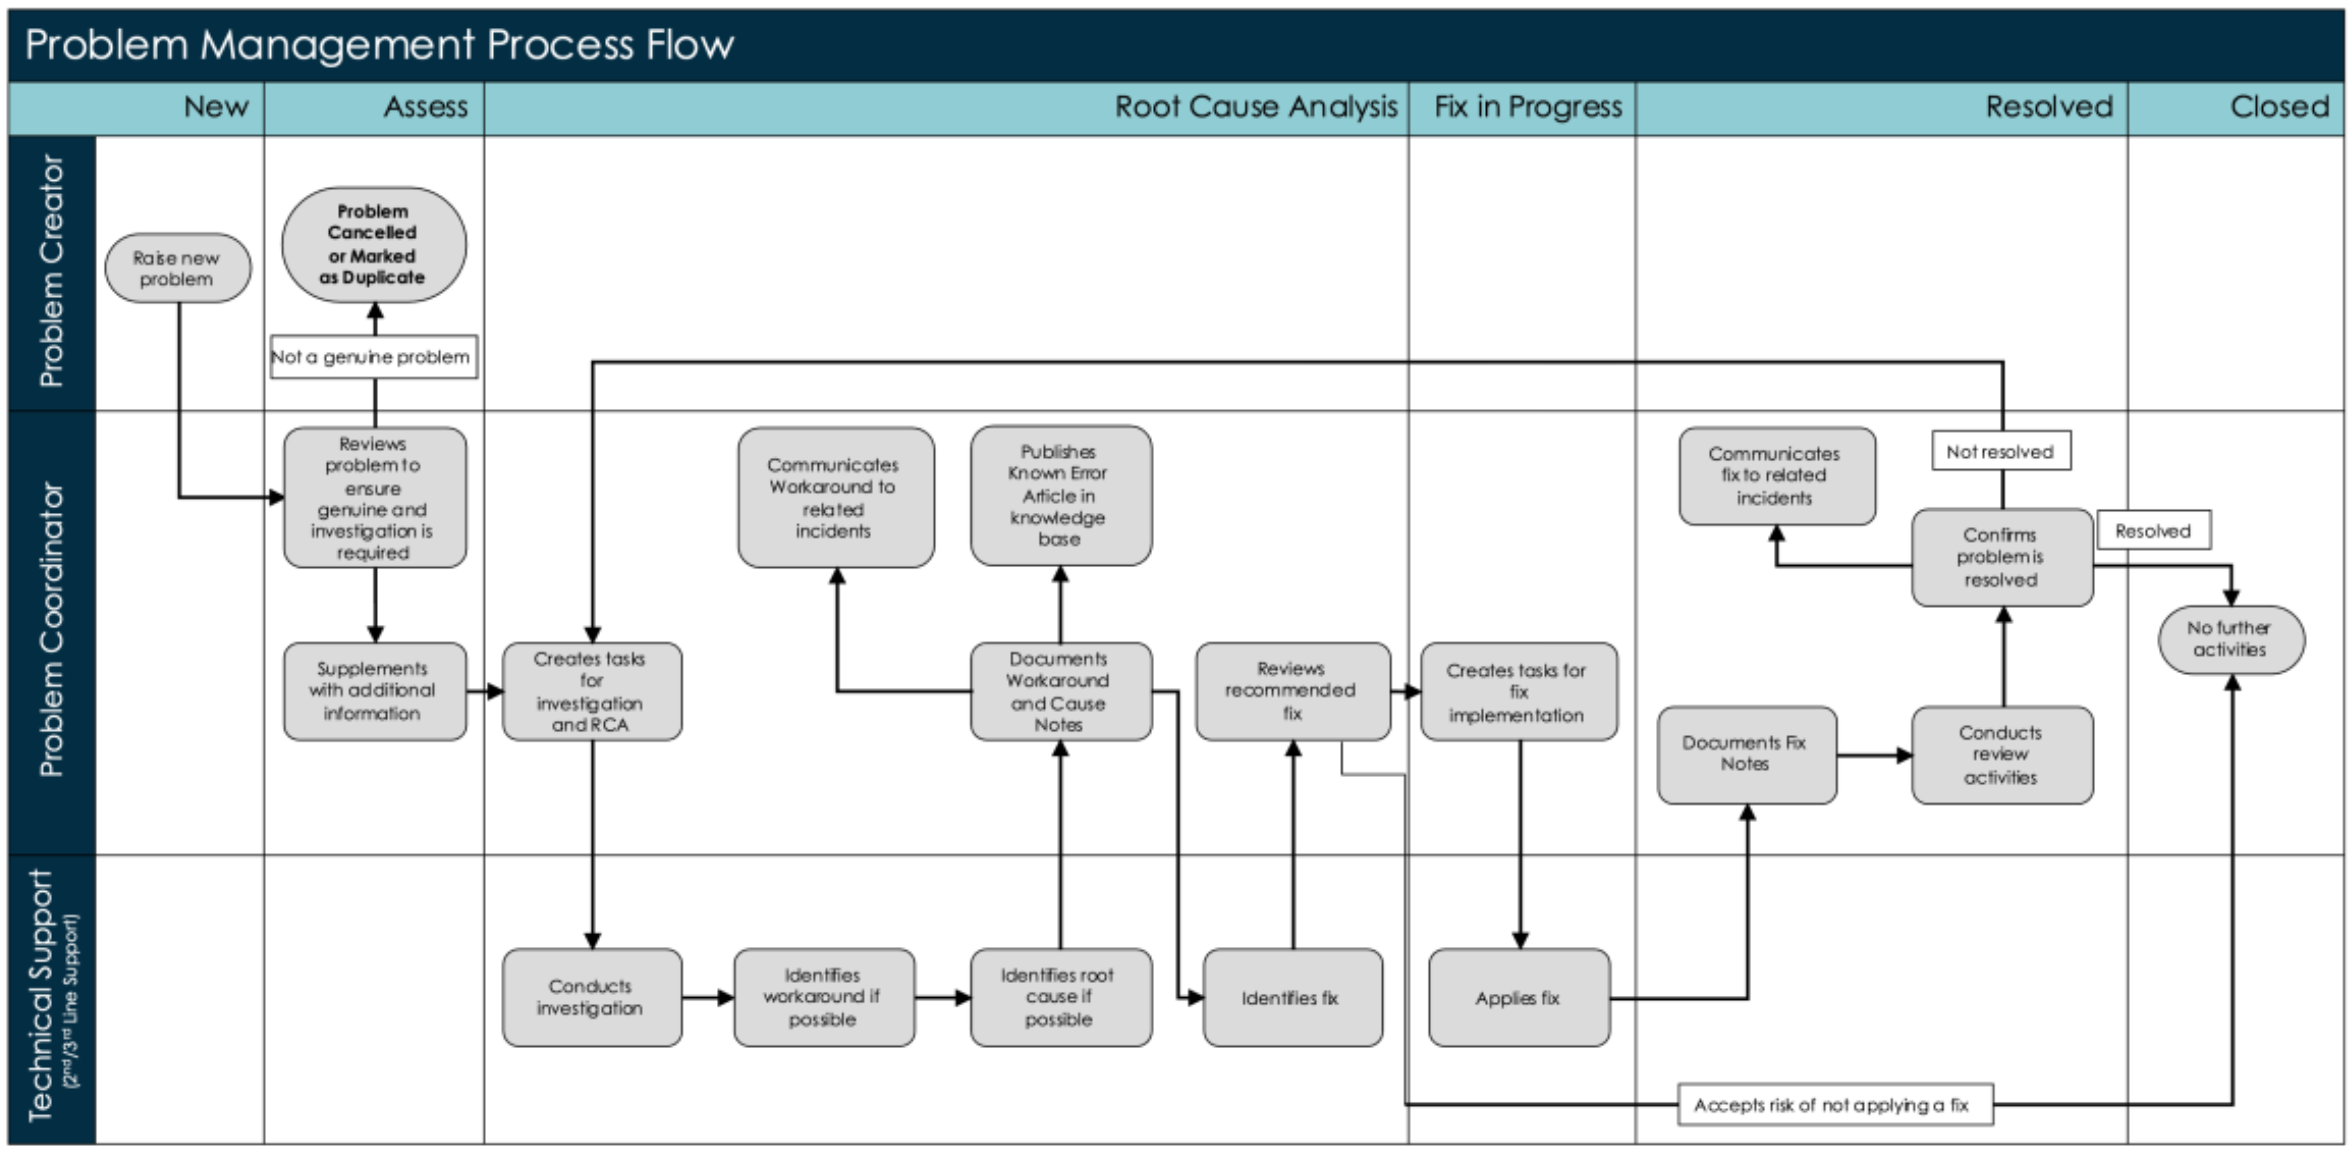 Problem Management Process Flow
New
Assess
Root Cause Analysis
Fix in Progress
Resolved
Closed
Problem Creator
Raise new
problem
Problem
Cancelled
or Marked
as Duplicate
Not a genuine problem
Problem Coordinator
Reviews
problem to
ensure
genuine and
investigation is
required
Supplements
with additional
information
Creates tasks
for
investigation
and RCA
Communicates
Workaround to
related
incidents
Publishes
Known Error
Article in
knowledge
base
Documents
Workaround
and Cause
Notes
Reviews
recommended
fix
Creates tasks for
fix
implementation
Communicates
fix to related
incidents
Not resolved
Confirms
problem is
resolved
Resolved
No further
activities
Documents Fix
Notes
Conducts
review
activities
Technical Support
(2nd/3rd Line Support)
Conducts
investigation
Identifies
workaround if
possible
Identifies root
cause if
possible
Identifies fix
Applies fix
Accepts risk of not applying a fix